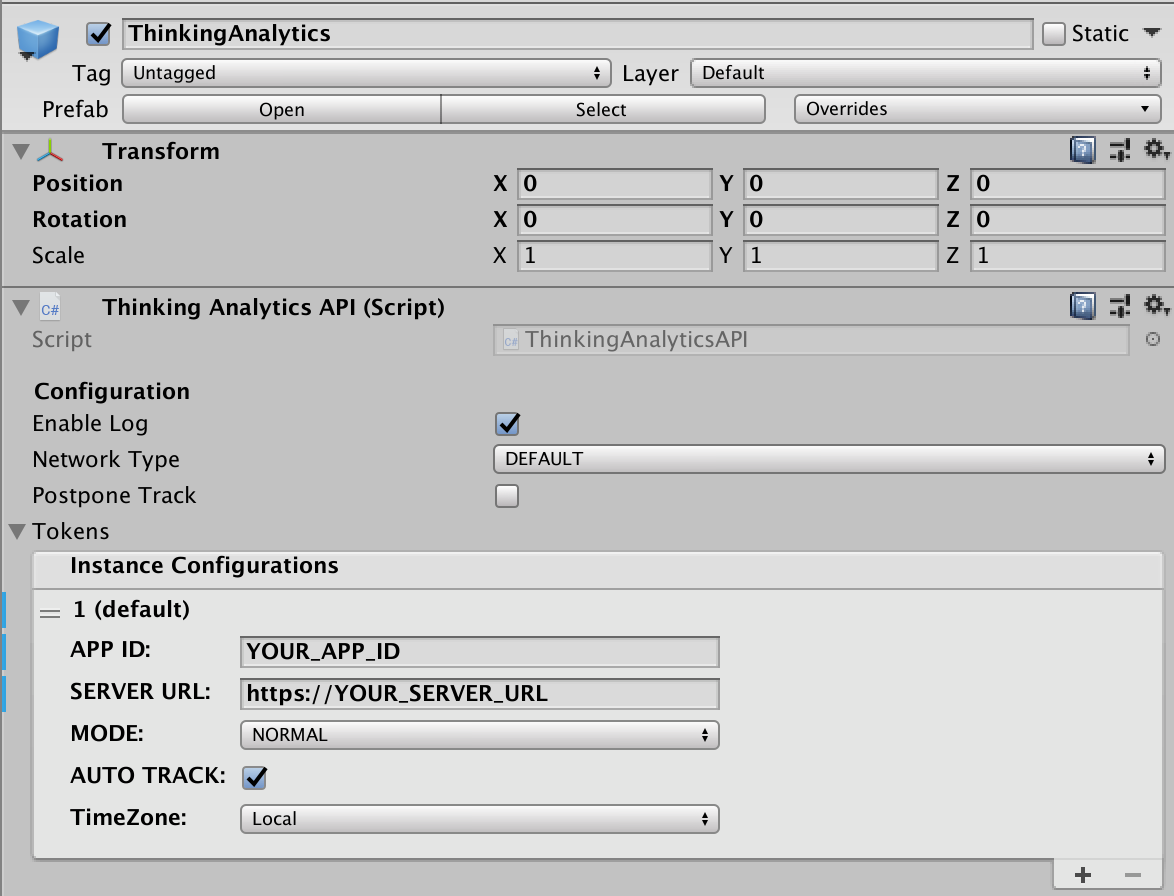 ThinkingAnalytics Static
Tag Untagged Layer Default
Prefab Open Select Overrides
Transform
Position X 0 Y 0 Z 0
Rotation X 0 Y 0 Z 0
Scale X 1 Y 1 Z 1
C# Thinking Analytics API (Script)
Script C# ThinkingAnalyticsAPI
Configuration
Enable Log
Network Type DEFAULT
Postpone Track
Tokens
Instance Configurations
1 (default)
APP ID: YOUR_APP_ID
SERVER URL: https://YOUR_SERVER_URL
MODE: NORMAL
AUTO TRACK:
TimeZone: Local